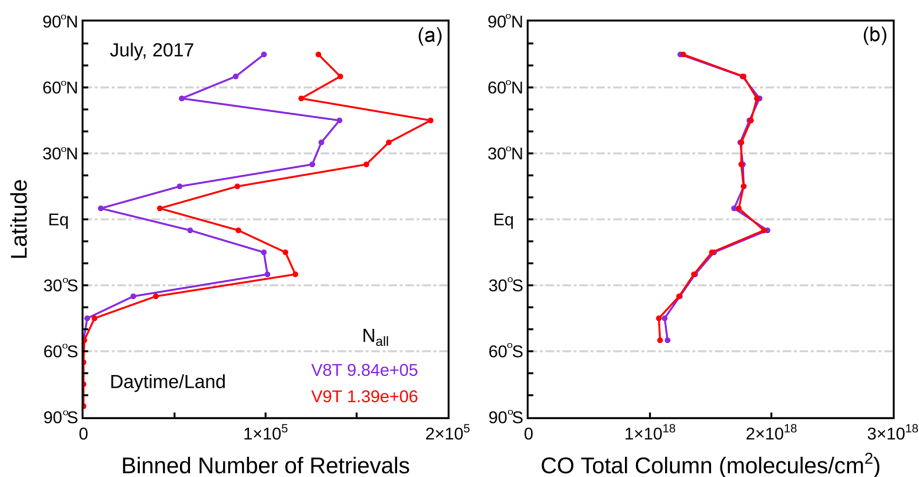 (a)
July, 2017
90°N
60°N
30°N
Eq
30°S
60°S
90°S
Latitude
N_all
V8T 9.84e+05
V9T 1.39e+06
Daytime/Land
0
1×10^5
2×10^5
Binned Number of Retrievals
(b)
90°N
60°N
30°N
Eq
30°S
60°S
90°S
0
1×10^18
2×10^18
3×10^18
CO Total Column (molecules/cm²)